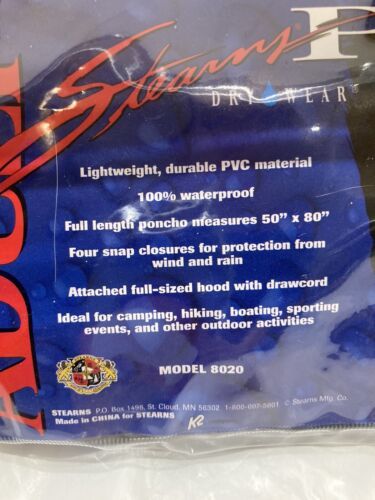 Stearns®
DRI WEAR®
Lightweight, durable PVC material
100% waterproof
Full length poncho measures 50" x 80"
Four snap closures for protection from
wind and rain
Attached full-sized hood with drawcord
Ideal for camping, hiking, boating, sporting
events, and other outdoor activities
MODEL 8020
STEARNS P.O. Box 1498, St. Cloud, MN 56302 1-800-697-5801 © Stearns Mfg. Co.
Made in CHINA for STEARNS
K2